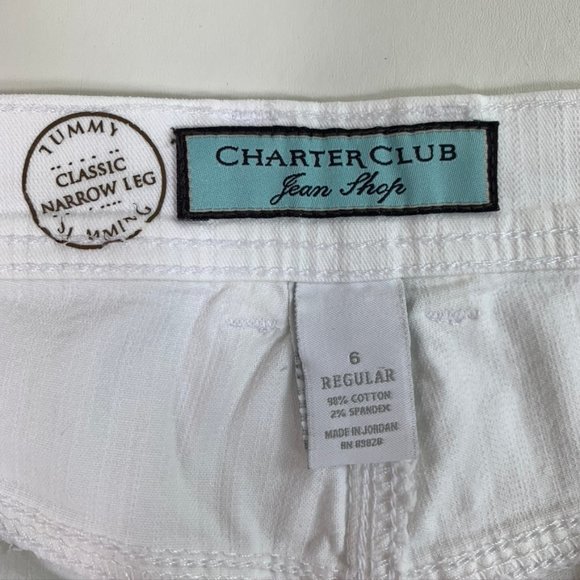 TUMMY
CLASSIC
NARROW LEG
SLIMMING
CHARTER CLUB
Jean Shop
6
REGULAR
98% COTTON
2% SPANDEX
MADE IN JORDAN
RN 89820